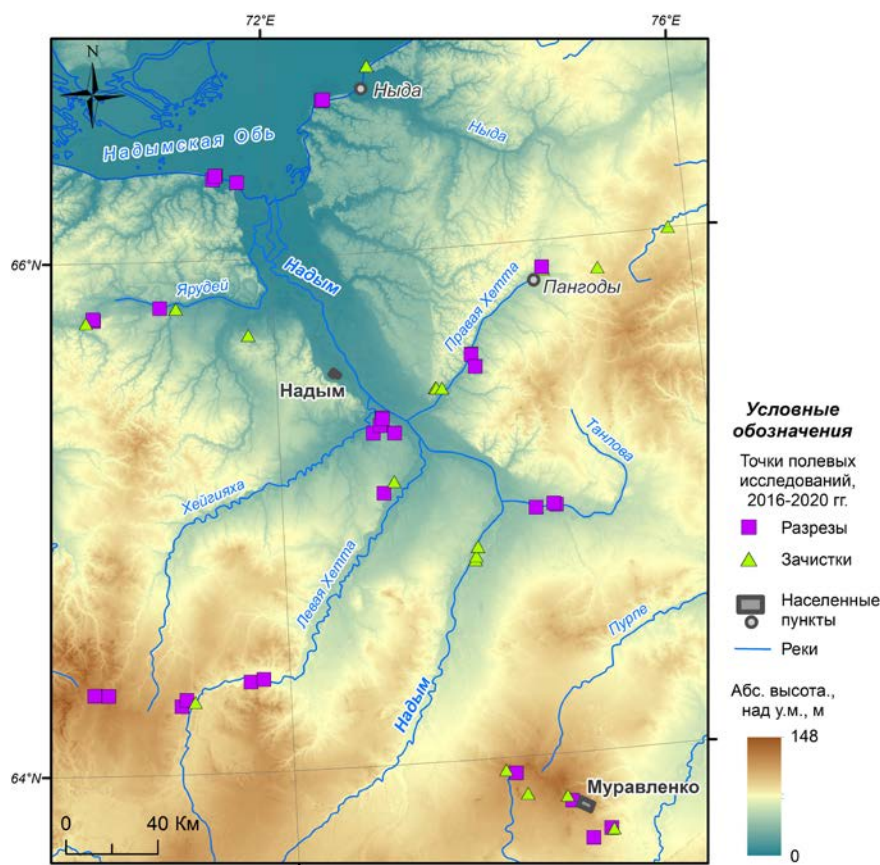 72°E
76°E
N
Ныда
Ныда
Надымская Обь
66°N
Надым
Ярудей
Правая Хетта
Пангоды
Надым
Танлова
Хейгияха
Левая Хетта
Пурпе
Надым
64°N
Муравленко
0 40 Км
Условные
обозначения
Точки полевых
исследований,
2016-2020 гг.
Разрезы
Зачистки
Населенные
пункты
Реки
Абс. высота.,
над у.м., м
148
0